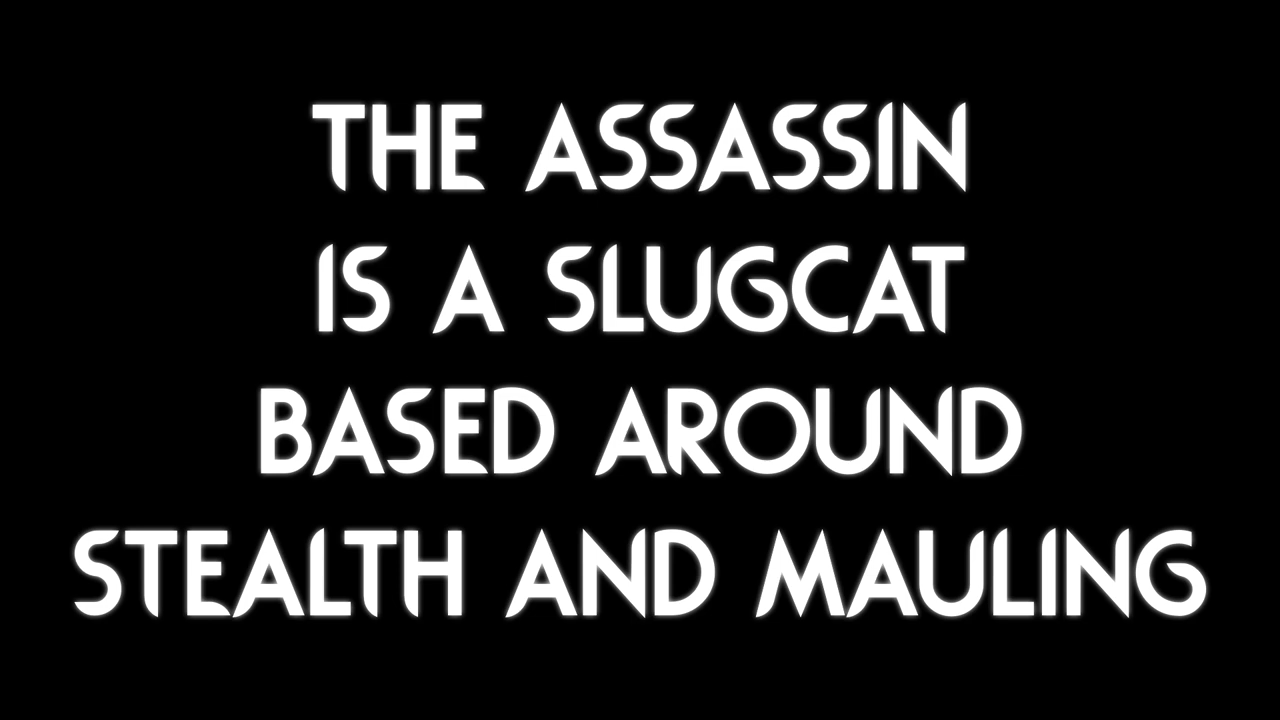 THE ASSASSIN
IS A SLUGCAT
BASED AROUND
STEALTH AND MAULING